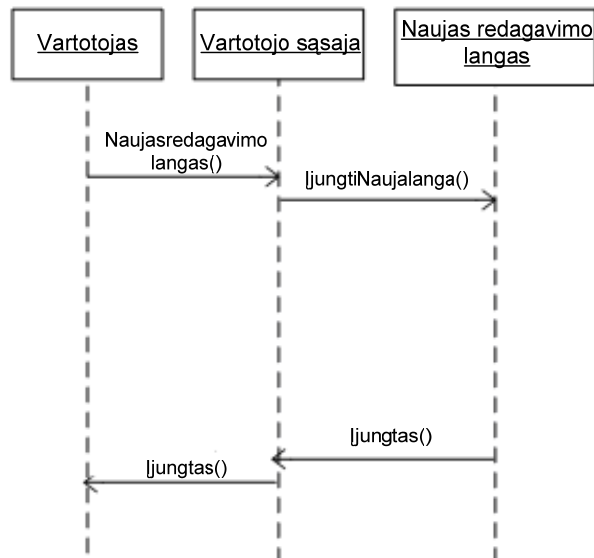 Vartotojas
Vartotojo sąsaja
Naujas redagavimo
langas
Naujasredagavimo
langas()
ĮjungtiNaujalanga()
Įjungtas()
Įjungtas()